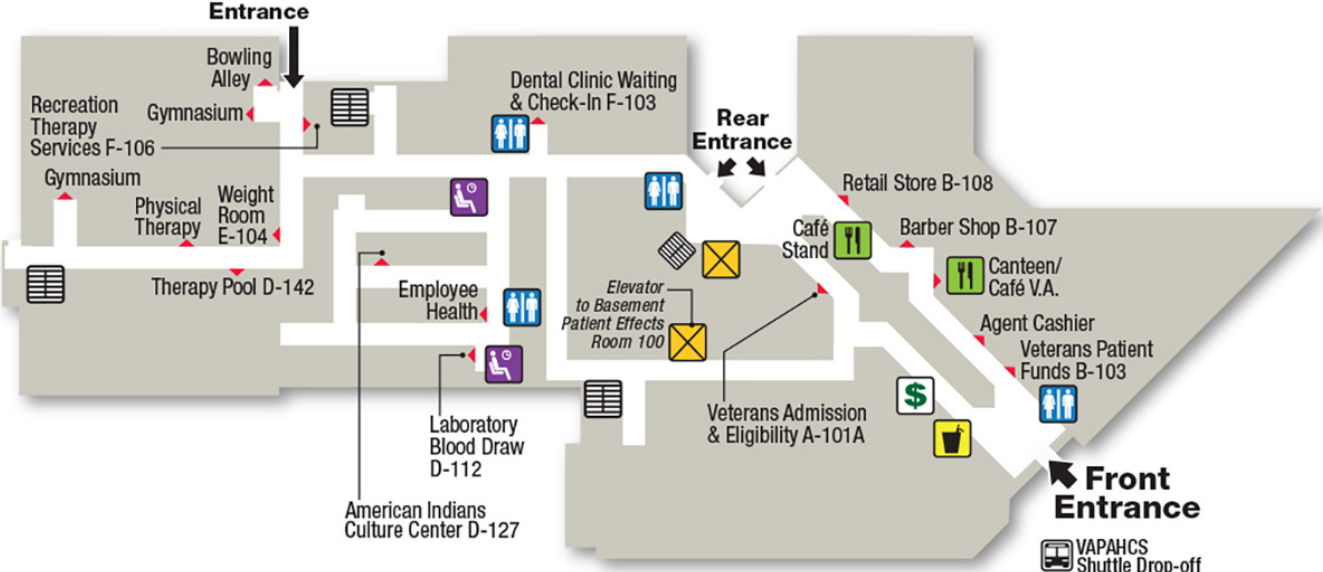 Entrance
Bowling
Alley
Gymnasium
Recreation
Therapy
Services F-106
Gymnasium
Physical
Therapy
Weight
Room
E-104
Therapy Pool D-142
Dental Clinic Waiting
& Check-In F-103
Rear
Entrance
Retail Store B-108
Café
Stand
Barber Shop B-107
Canteen/
Café V.A.
Employee
Health
Elevator
to Basement
Patient Effects
Room 100
Agent Cashier
Veterans Patient
Funds B-103
$
Laboratory
Blood Draw
D-112
Veterans Admission
& Eligibility A-101A
American Indians
Culture Center D-127
Front
Entrance
VAPAHCS
Shuttle Drop-off